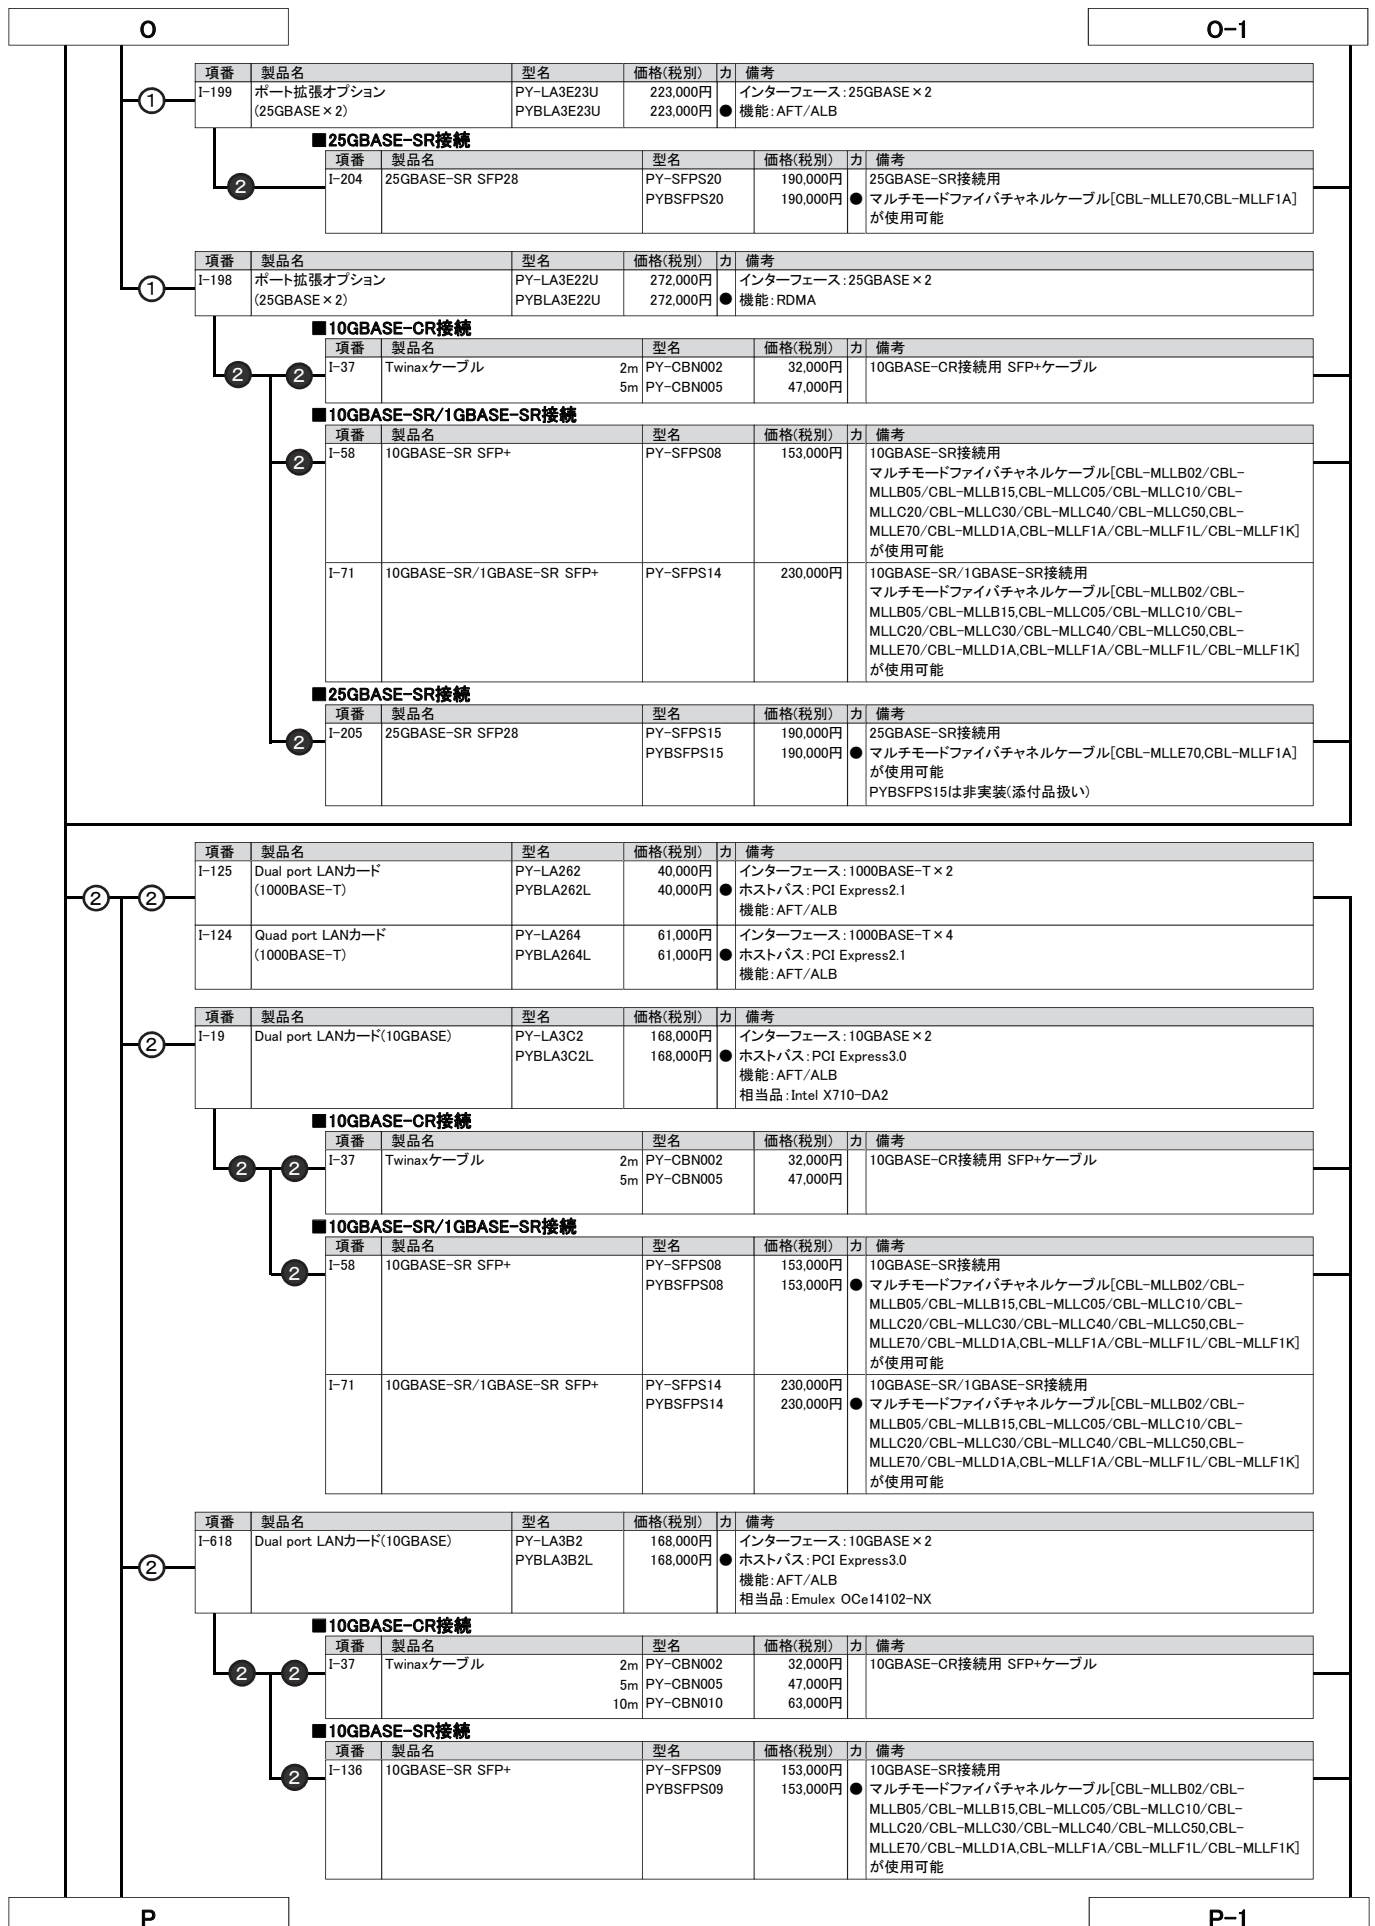 O
O-1
項番 製品名 型名 価格(税別) カ 備考
① I-199 ポート拡張オプション PY-LA3E23U 223,000円 インターフェース:25GBASE×2
(25GBASE×2) PYBLA3E23U 223,000円 ● 機能:AFT/ALB
■25GBASE-SR接続
項番 製品名 型名 価格(税別) カ 備考
2 I-204 25GBASE-SR SFP28 PY-SFPS20 190,000円 25GBASE-SR接続用
PYBSFPS20 190,000円 ● マルチモードファイバチャネルケーブル[CBL-MLLE70,CBL-MLLF1A]
が使用可能
項番 製品名 型名 価格(税別) カ 備考
① I-198 ポート拡張オプション PY-LA3E22U 272,000円 インターフェース:25GBASE×2
(25GBASE×2) PYBLA3E22U 272,000円 ● 機能:RDMA
■10GBASE-CR接続
項番 製品名 型名 価格(税別) カ 備考
2 2 I-37 Twinaxケーブル 2m PY-CBN002 32,000円 10GBASE-CR接続用 SFP+ケーブル
5m PY-CBN005 47,000円
■10GBASE-SR/1GBASE-SR接続
項番 製品名 型名 価格(税別) カ 備考
2 I-58 10GBASE-SR SFP+ PY-SFPS08 153,000円 10GBASE-SR接続用
マルチモードファイバチャネルケーブル[CBL-MLLB02/CBL-
MLLB05/CBL-MLLB15,CBL-MLLC05/CBL-MLLC10/CBL-
MLLC20/CBL-MLLC30/CBL-MLLC40/CBL-MLLC50,CBL-
MLLE70/CBL-MLLD1A,CBL-MLLF1A/CBL-MLLF1L/CBL-MLLF1K]
が使用可能
I-71 10GBASE-SR/1GBASE-SR SFP+ PY-SFPS14 230,000円 10GBASE-SR/1GBASE-SR接続用
マルチモードファイバチャネルケーブル[CBL-MLLB02/CBL-
MLLB05/CBL-MLLB15,CBL-MLLC05/CBL-MLLC10/CBL-
MLLC20/CBL-MLLC30/CBL-MLLC40/CBL-MLLC50,CBL-
MLLE70/CBL-MLLD1A,CBL-MLLF1A/CBL-MLLF1L/CBL-MLLF1K]
が使用可能
■25GBASE-SR接続
項番 製品名 型名 価格(税別) カ 備考
2 I-205 25GBASE-SR SFP28 PY-SFPS15 190,000円 25GBASE-SR接続用
PYBSFPS15 190,000円 ● マルチモードファイバチャネルケーブル[CBL-MLLE70,CBL-MLLF1A]
が使用可能
PYBSFPS15は非実装(添付品扱い)
項番 製品名 型名 価格(税別) カ 備考
② ② I-125 Dual port LANカード PY-LA262 40,000円 インターフェース:1000BASE-T×2
(1000BASE-T) PYBLA262L 40,000円 ● ホストバス:PCI Express2.1
機能:AFT/ALB
I-124 Quad port LANカード PY-LA264 61,000円 インターフェース:1000BASE-T×4
(1000BASE-T) PYBLA264L 61,000円 ● ホストバス:PCI Express2.1
機能:AFT/ALB
項番 製品名 型名 価格(税別) カ 備考
② I-19 Dual port LANカード(10GBASE) PY-LA3C2 168,000円 インターフェース:10GBASE×2
PYBLA3C2L 168,000円 ● ホストバス:PCI Express3.0
機能:AFT/ALB
相当品:Intel X710-DA2
■10GBASE-CR接続
項番 製品名 型名 価格(税別) カ 備考
2 2 I-37 Twinaxケーブル 2m PY-CBN002 32,000円 10GBASE-CR接続用 SFP+ケーブル
5m PY-CBN005 47,000円
■10GBASE-SR/1GBASE-SR接続
項番 製品名 型名 価格(税別) カ 備考
2 I-58 10GBASE-SR SFP+ PY-SFPS08 153,000円 10GBASE-SR接続用
PYBSFPS08 153,000円 ● マルチモードファイバチャネルケーブル[CBL-MLLB02/CBL-
MLLB05/CBL-MLLB15,CBL-MLLC05/CBL-MLLC10/CBL-
MLLC20/CBL-MLLC30/CBL-MLLC40/CBL-MLLC50,CBL-
MLLE70/CBL-MLLD1A,CBL-MLLF1A/CBL-MLLF1L/CBL-MLLF1K]
が使用可能
I-71 10GBASE-SR/1GBASE-SR SFP+ PY-SFPS14 230,000円 10GBASE-SR/1GBASE-SR接続用
PYBSFPS14 230,000円 ● マルチモードファイバチャネルケーブル[CBL-MLLB02/CBL-
MLLB05/CBL-MLLB15,CBL-MLLC05/CBL-MLLC10/CBL-
MLLC20/CBL-MLLC30/CBL-MLLC40/CBL-MLLC50,CBL-
MLLE70/CBL-MLLD1A,CBL-MLLF1A/CBL-MLLF1L/CBL-MLLF1K]
が使用可能
項番 製品名 型名 価格(税別) カ 備考
② I-618 Dual port LANカード(10GBASE) PY-LA3B2 168,000円 インターフェース:10GBASE×2
PYBLA3B2L 168,000円 ● ホストバス:PCI Express3.0
機能:AFT/ALB
相当品:Emulex OCe14102-NX
■10GBASE-CR接続
項番 製品名 型名 価格(税別) カ 備考
2 2 I-37 Twinaxケーブル 2m PY-CBN002 32,000円 10GBASE-CR接続用 SFP+ケーブル
5m PY-CBN005 47,000円
10m PY-CBN010 63,000円
■10GBASE-SR接続
項番 製品名 型名 価格(税別) カ 備考
2 I-136 10GBASE-SR SFP+ PY-SFPS09 153,000円 10GBASE-SR接続用
PYBSFPS09 153,000円 ● マルチモードファイバチャネルケーブル[CBL-MLLB02/CBL-
MLLB05/CBL-MLLB15,CBL-MLLC05/CBL-MLLC10/CBL-
MLLC20/CBL-MLLC30/CBL-MLLC40/CBL-MLLC50,CBL-
MLLE70/CBL-MLLD1A,CBL-MLLF1A/CBL-MLLF1L/CBL-MLLF1K]
が使用可能
P
P-1